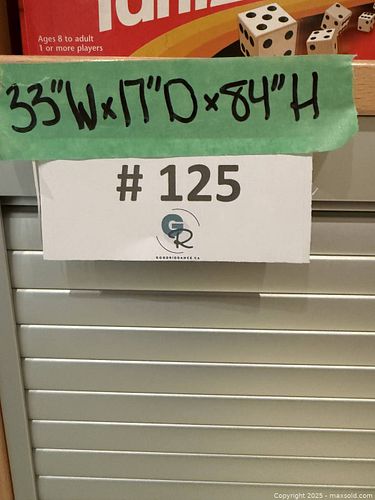 Ages 8 to adult
1 or more players
33"W x 17"D x 84"H
# 125
GR
GOODRIDDANCE.CA
Copyright 2025 - maxsold.com